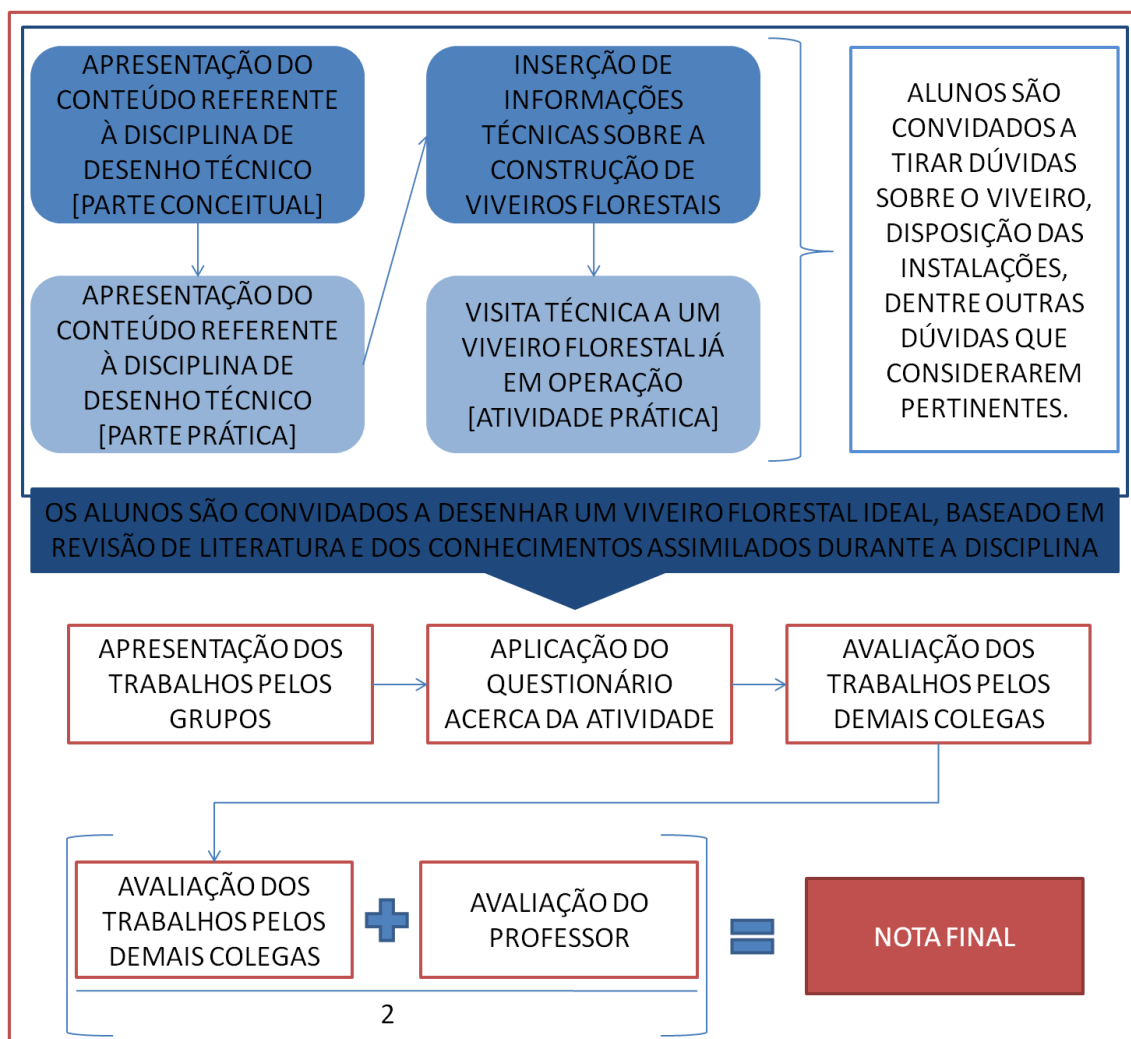 APRESENTAÇÃO DO
CONTEÚDO REFERENTE
À DISCIPLINA DE
DESENHO TÉCNICO
[PARTE CONCEITUAL]
APRESENTAÇÃO DO
CONTEÚDO REFERENTE
À DISCIPLINA DE
DESENHO TÉCNICO
[PARTE PRÁTICA]
INSERÇÃO DE
INFORMAÇÕES
TÉCNICAS SOBRE A
CONSTRUÇÃO DE
VIVEIROS FLORESTAIS
VISITA TÉCNICA A UM
VIVEIRO FLORESTAL JÁ
EM OPERAÇÃO
[ATIVIDADE PRÁTICA]
ALUNOS SÃO
CONVIDADOS A
TIRAR DÚVIDAS
SOBRE O VIVEIRO,
DISPOSIÇÃO DAS
INSTALAÇÕES,
DENTRE OUTRAS
DÚVIDAS QUE
CONSIDERAREM
PERTINENTES.
OS ALUNOS SÃO CONVIDADOS A DESENHAR UM VIVEIRO FLORESTAL IDEAL, BASEADO EM
REVISÃO DE LITERATURA E DOS CONHECIMENTOS ASSIMILADOS DURANTE A DISCIPLINA
APRESENTAÇÃO DOS
TRABALHOS PELOS
GRUPOS
APLICAÇÃO DO
QUESTIONÁRIO
ACERCA DA ATIVIDADE
AVALIAÇÃO DOS
TRABALHOS PELOS
DEMAIS COLEGAS
AVALIAÇÃO DOS
TRABALHOS PELOS
DEMAIS COLEGAS
AVALIAÇÃO DO
PROFESSOR
2
NOTA FINAL